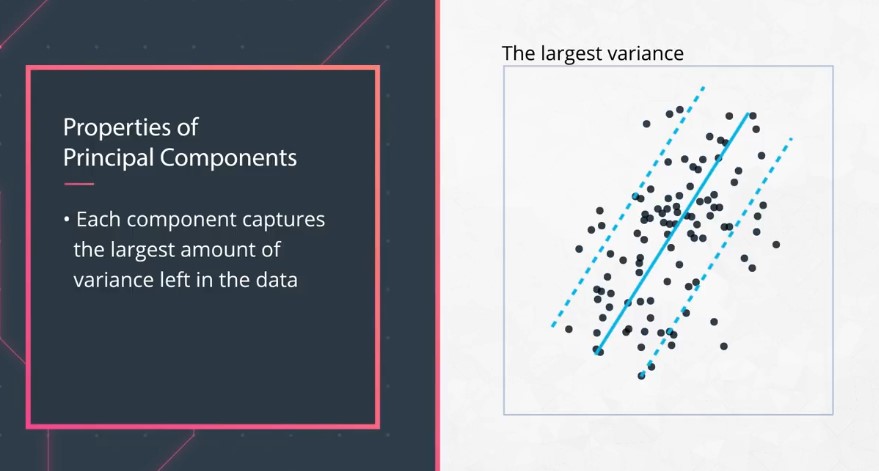 Properties of
Principal Components
• Each component captures
the largest amount of
variance left in the data
The largest variance